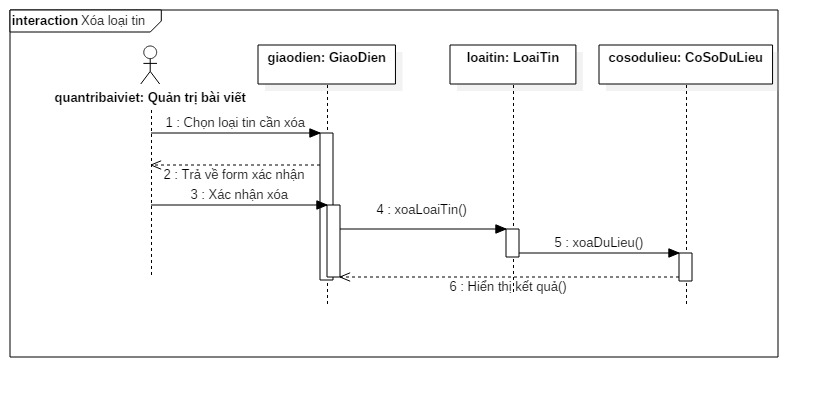 interaction Xóa loại tin
giaodien: GiaoDien
loaitin: LoaiTin
cosodulieu: CoSoDuLieu
quantribaiviet: Quản trị bài viết
1 : Chọn loại tin cần xóa
2 : Trả về form xác nhận
3 : Xác nhận xóa
4 : xoaLoaiTin()
5 : xoaDuLieu()
6 : Hiển thị kết quả()